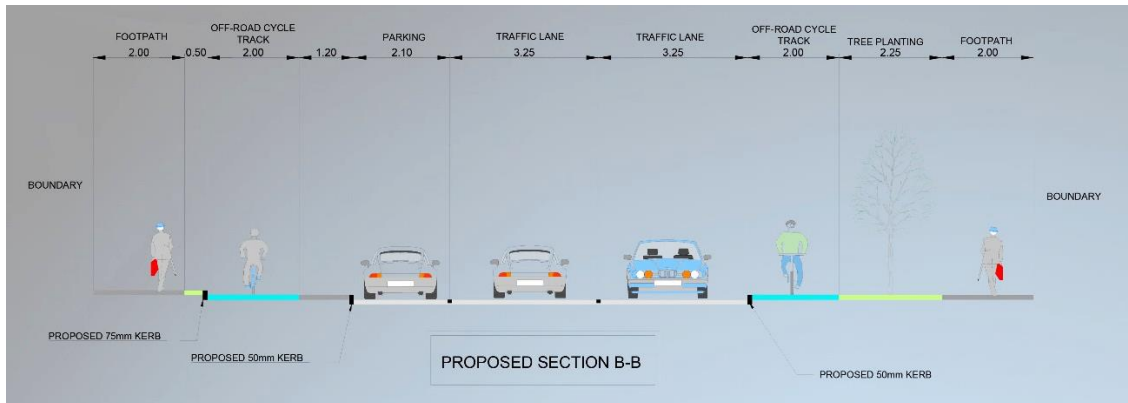 FOOTPATH
2.00
0.50
OFF-ROAD CYCLE
TRACK
2.00
1.20
PARKING
2.10
TRAFFIC LANE
3.25
TRAFFIC LANE
3.25
OFF-ROAD CYCLE
TRACK
2.00
TREE PLANTING
2.25
FOOTPATH
2.00
BOUNDARY
BOUNDARY
PROPOSED 75mm KERB
PROPOSED 50mm KERB
PROPOSED SECTION B-B
PROPOSED 50mm KERB